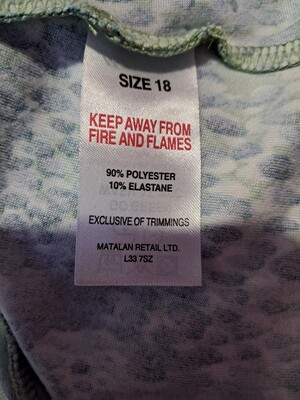 SIZE 18
KEEP AWAY FROM
FIRE AND FLAMES
90% POLYESTER
10% ELASTANE
EXCLUSIVE OF TRIMMINGS
MATALAN RETAIL LTD.
L33 7SZ